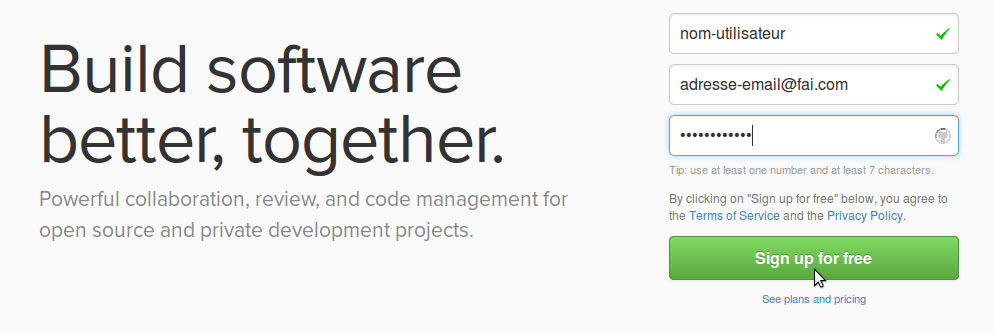 Build software
better, together.
Powerful collaboration, review, and code management for
open source and private development projects.
nom-utilisateur
adresse-email@fai.com
••••••••••••
Tip: use at least one number and at least 7 characters.
By clicking on "Sign up for free" below, you agree to
the Terms of Service and the Privacy Policy.
Sign up for free
See plans and pricing